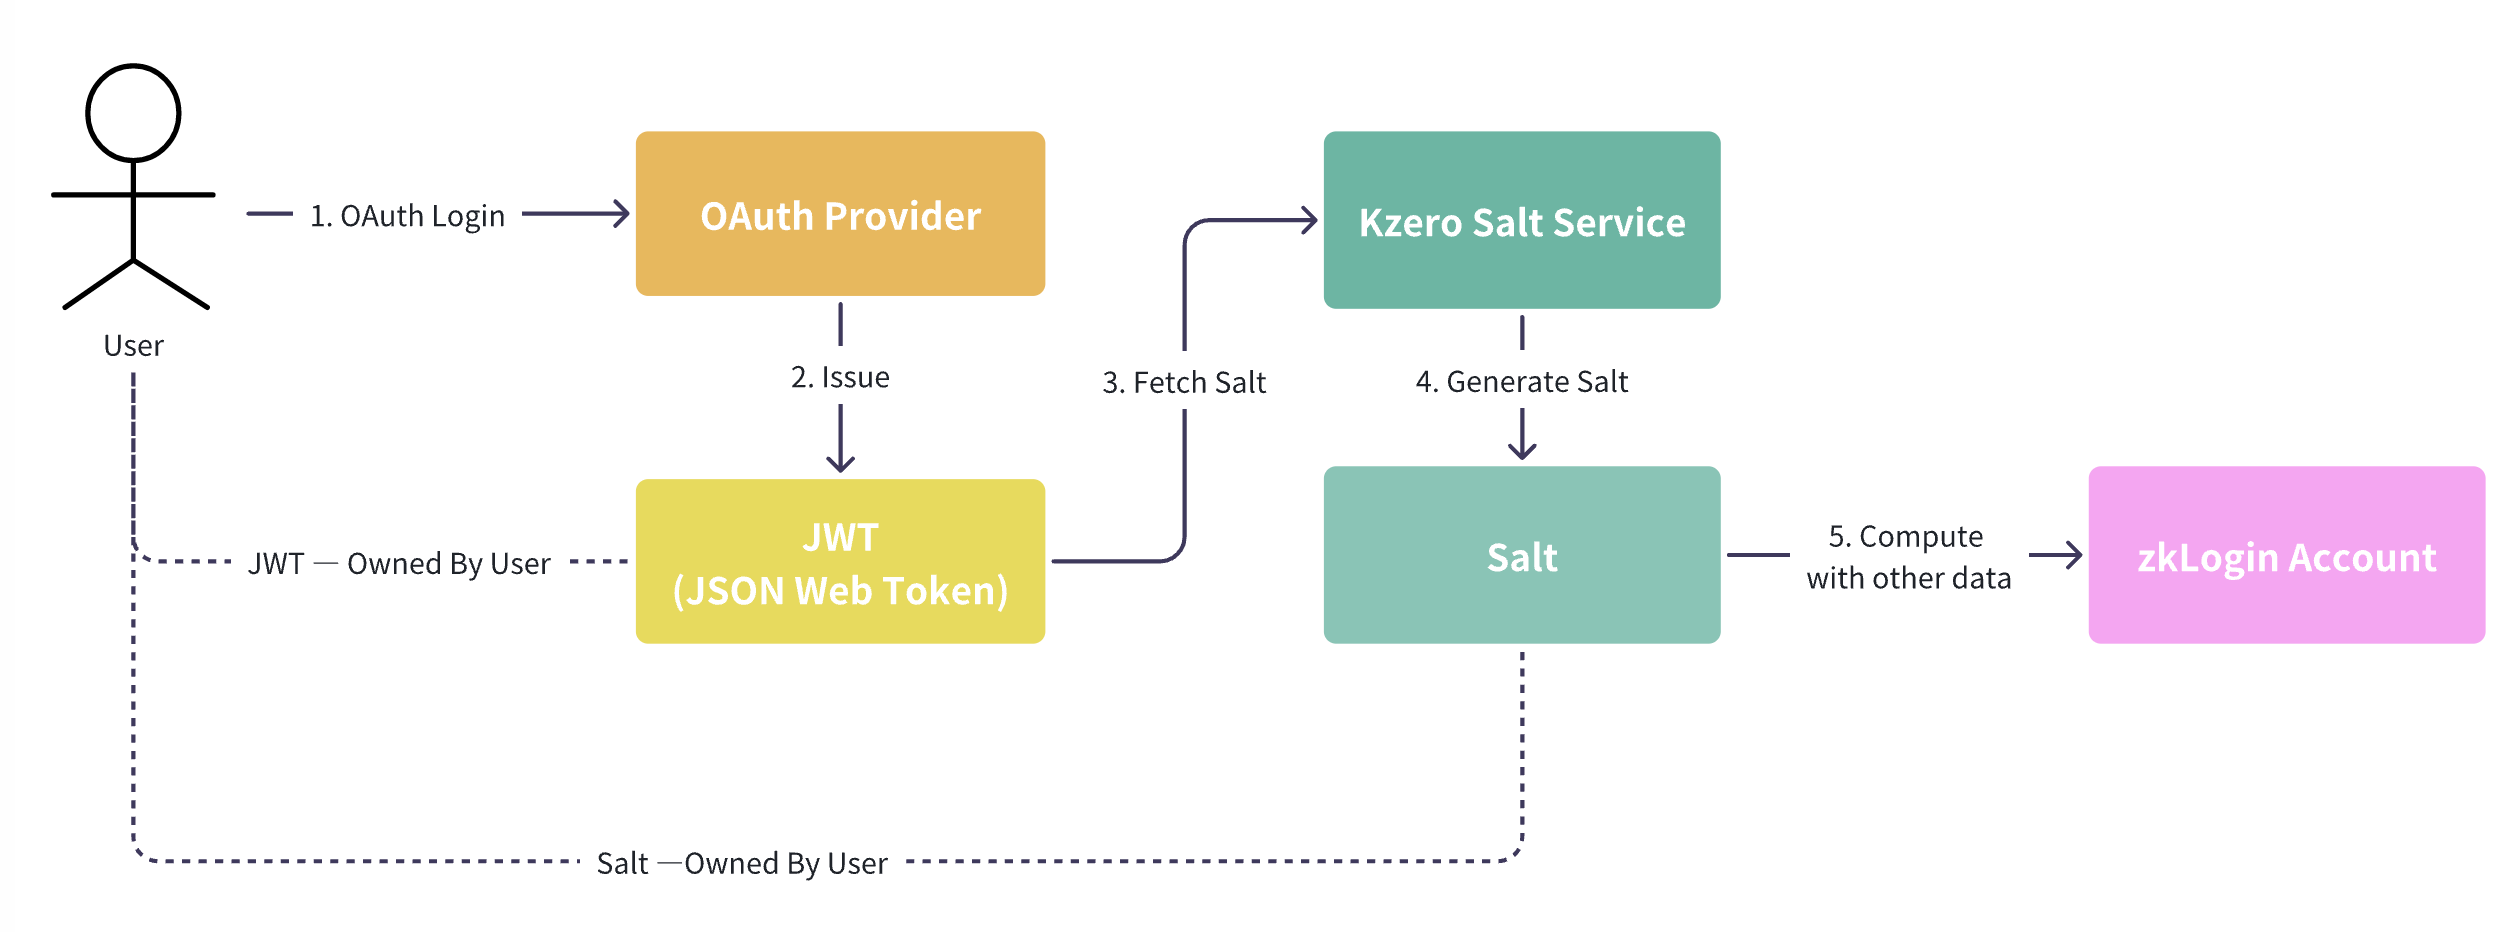 1. OAuth Login
OAuth Provider
Kzero Salt Service
User
2. Issue
3. Fetch Salt
4. Generate Salt
JWT — Owned By User
JWT
(JSON Web Token)
Salt
5. Compute
with other data
zkLogin Account
Salt —Owned By User